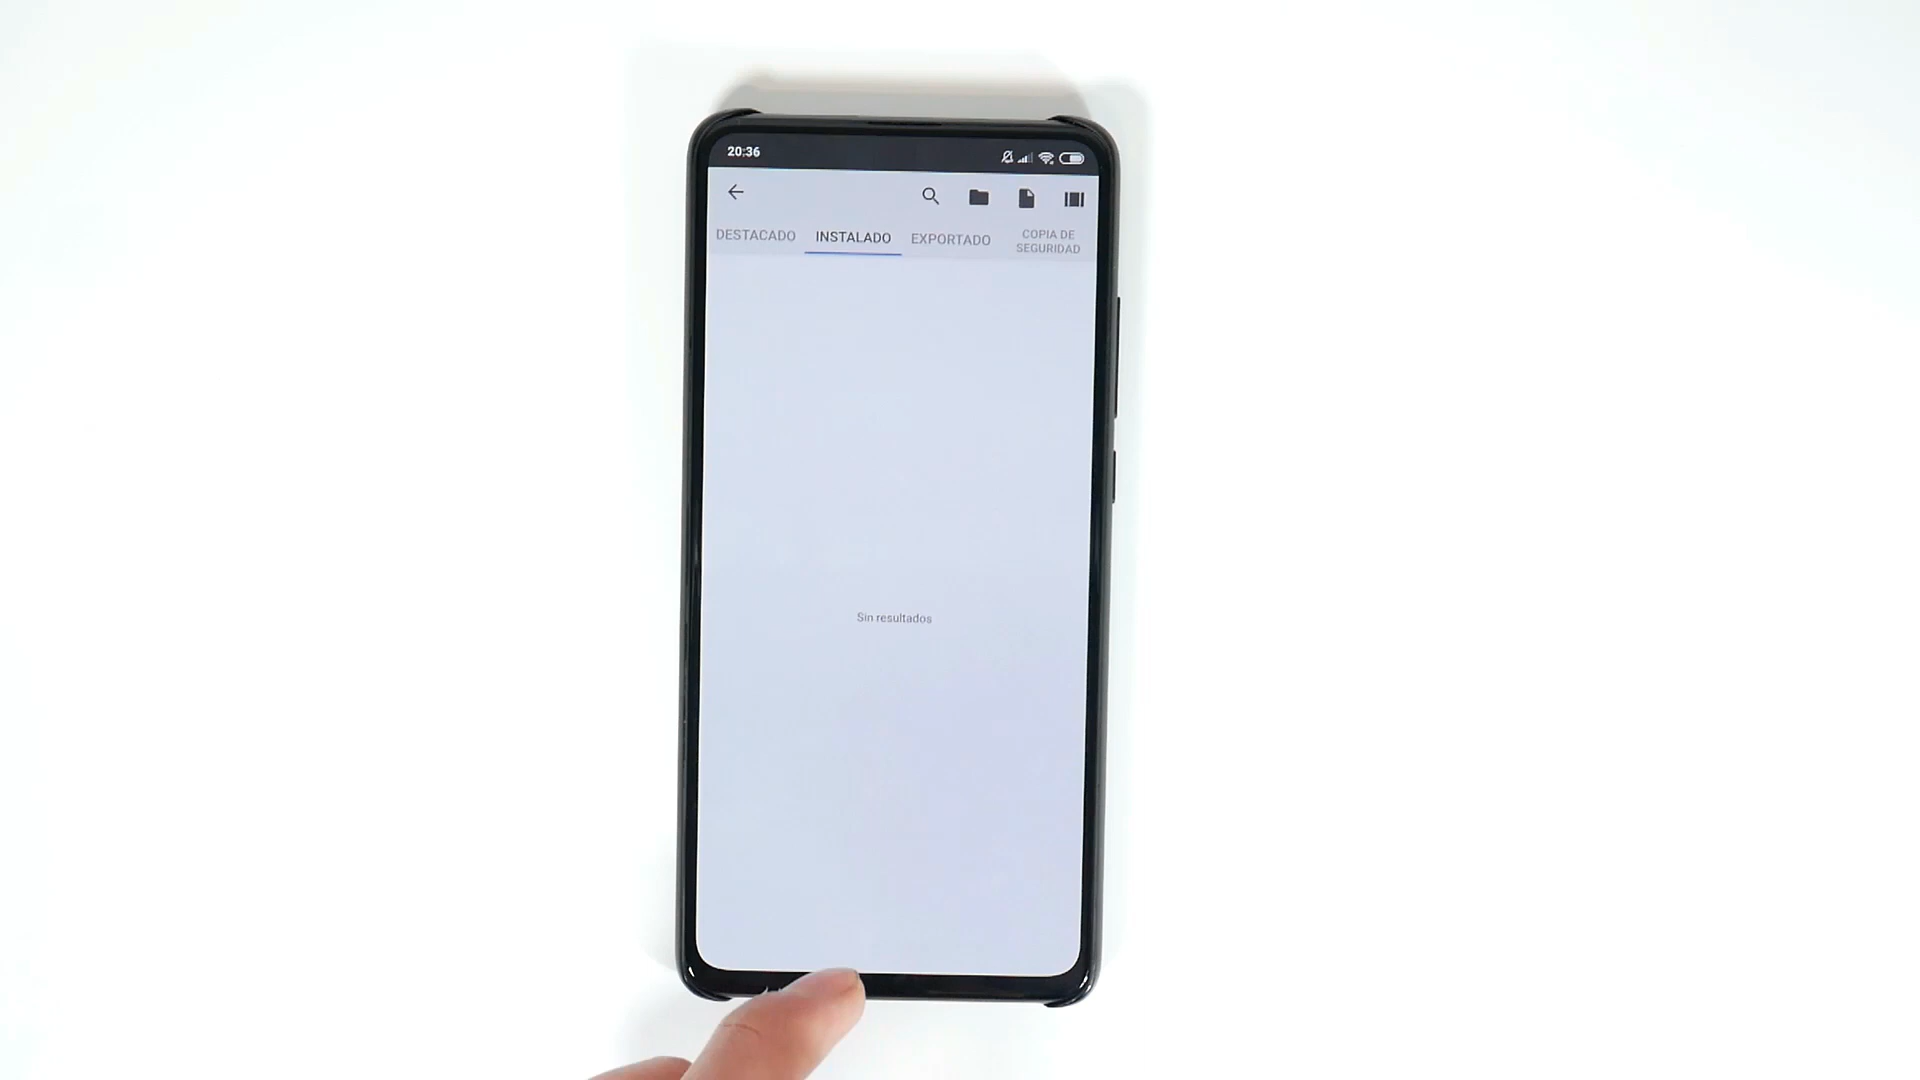 20:36
DESTACADO
INSTALADO
EXPORTADO
COPIA DE
SEGURIDAD
Sin resultados